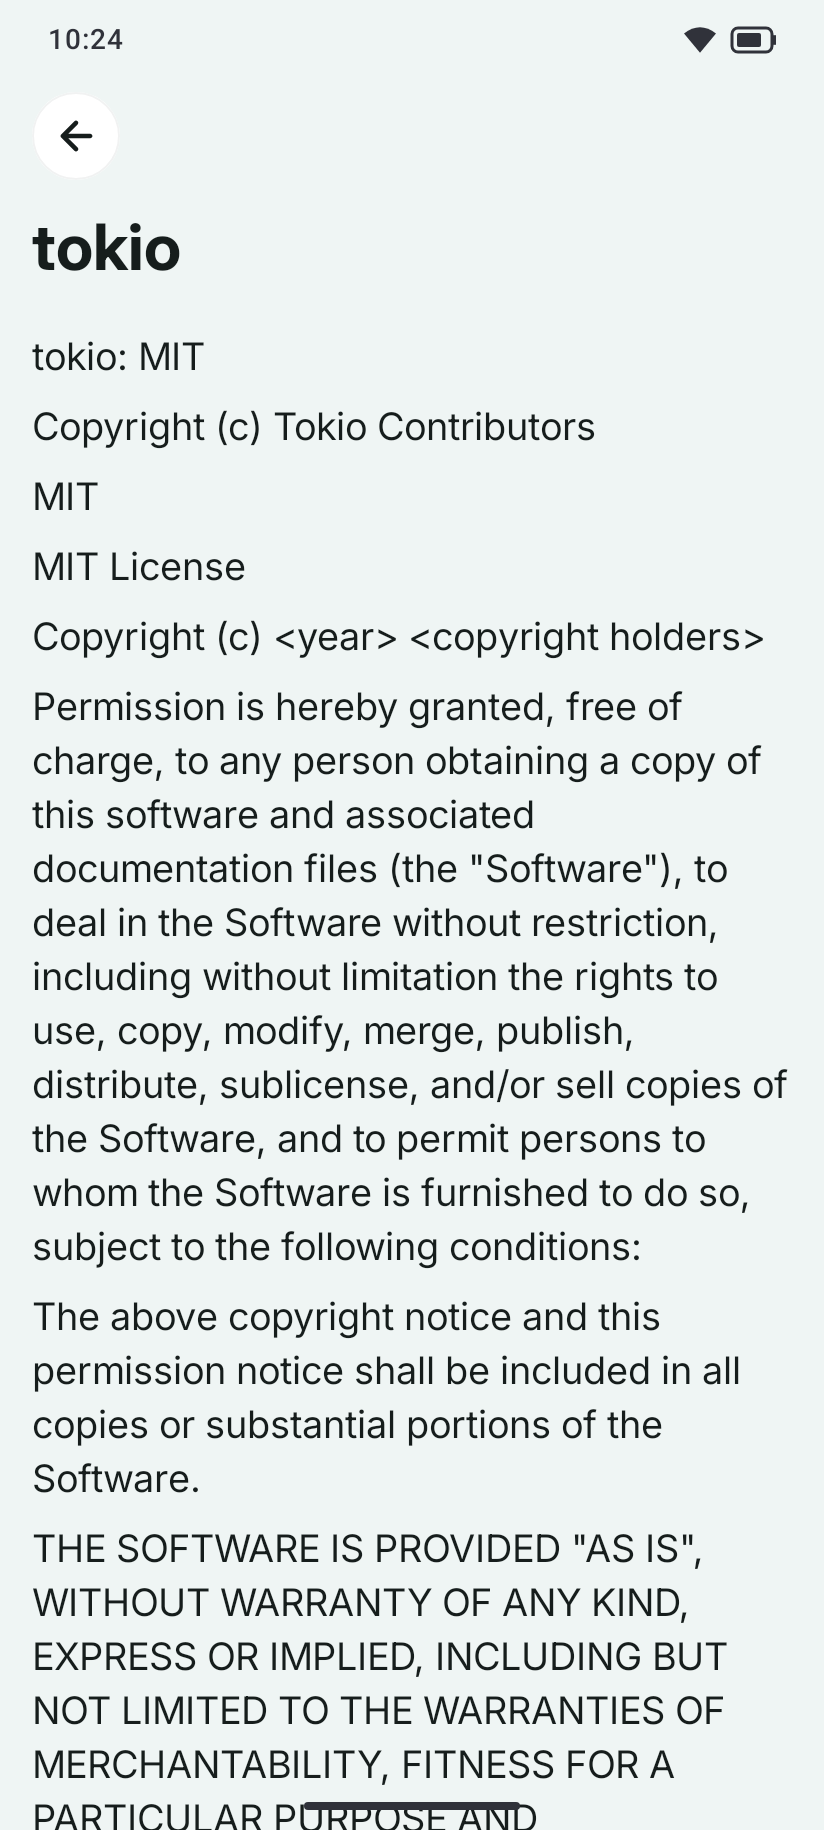 10:24
tokio
tokio: MIT
Copyright (c) Tokio Contributors
MIT
MIT License
Copyright (c) <year> <copyright holders>
Permission is hereby granted, free of
charge, to any person obtaining a copy of
this software and associated
documentation files (the "Software"), to
deal in the Software without restriction,
including without limitation the rights to
use, copy, modify, merge, publish,
distribute, sublicense, and/or sell copies of
the Software, and to permit persons to
whom the Software is furnished to do so,
subject to the following conditions:
The above copyright notice and this
permission notice shall be included in all
copies or substantial portions of the
Software.
THE SOFTWARE IS PROVIDED "AS IS",
WITHOUT WARRANTY OF ANY KIND,
EXPRESS OR IMPLIED, INCLUDING BUT
NOT LIMITED TO THE WARRANTIES OF
MERCHANTABILITY, FITNESS FOR A
PARTICULAR PURPOSE AND